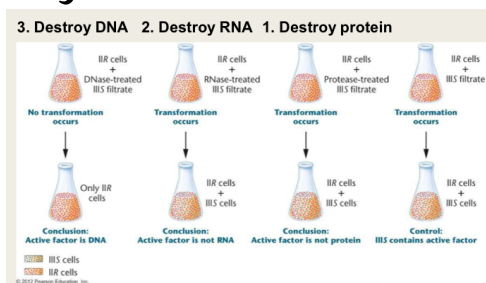 3. Destroy DNA 2. Destroy RNA 1. Destroy protein
IIR cells
+
DNase-treated
IIIS filtrate
IIR cells
+
RNase-treated
IIIS filtrate
IIR cells
+
Protease-treated
IIIS filtrate
IIR cells
+
IIIS filtrate
No transformation
occurs
Transformation
occurs
Transformation
occurs
Transformation
occurs
Only IIR
cells
IIR cells
+
IIIS cells
IIR cells
+
IIIS cells
IIR cells
+
IIIS cells
Conclusion:
Active factor is DNA
Conclusion:
Active factor is not RNA
Conclusion:
Active factor is not protein
Control:
IIIS contains active factor
IIIS cells
IIR cells
© 2012 Pearson Education, Inc.